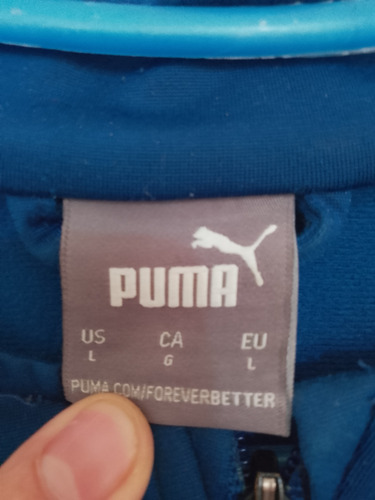 PUMA
US CA EU
L G L
PUMA.COM/FOREVERBETTER